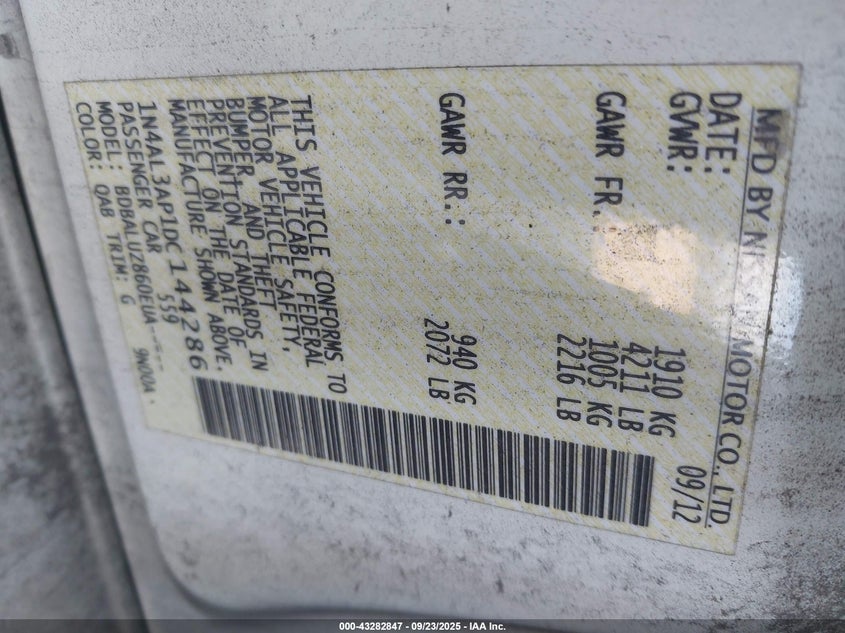 MFD BY NISSAN MOTOR CO., LTD.
DATE: 09/12
GVWR: 1910 KG
4211 LB
GAWR FR.: 1005 KG
2216 LB
GAWR RR.: 940 KG
2072 LB
THIS VEHICLE CONFORMS TO
ALL APPLICABLE FEDERAL
MOTOR VEHICLE SAFETY,
BUMPER, AND THEFT
PREVENTION STANDARDS IN
EFFECT ON THE DATE OF
MANUFACTURE SHOWN ABOVE.
1N4AL3AP1DC144286
PASSENGER CAR 559
MODEL: BDBALUZ860EUA----- 9N00A
COLOR: QAB TRIM: G
000-43282847 - 09/23/2025 - IAA Inc.